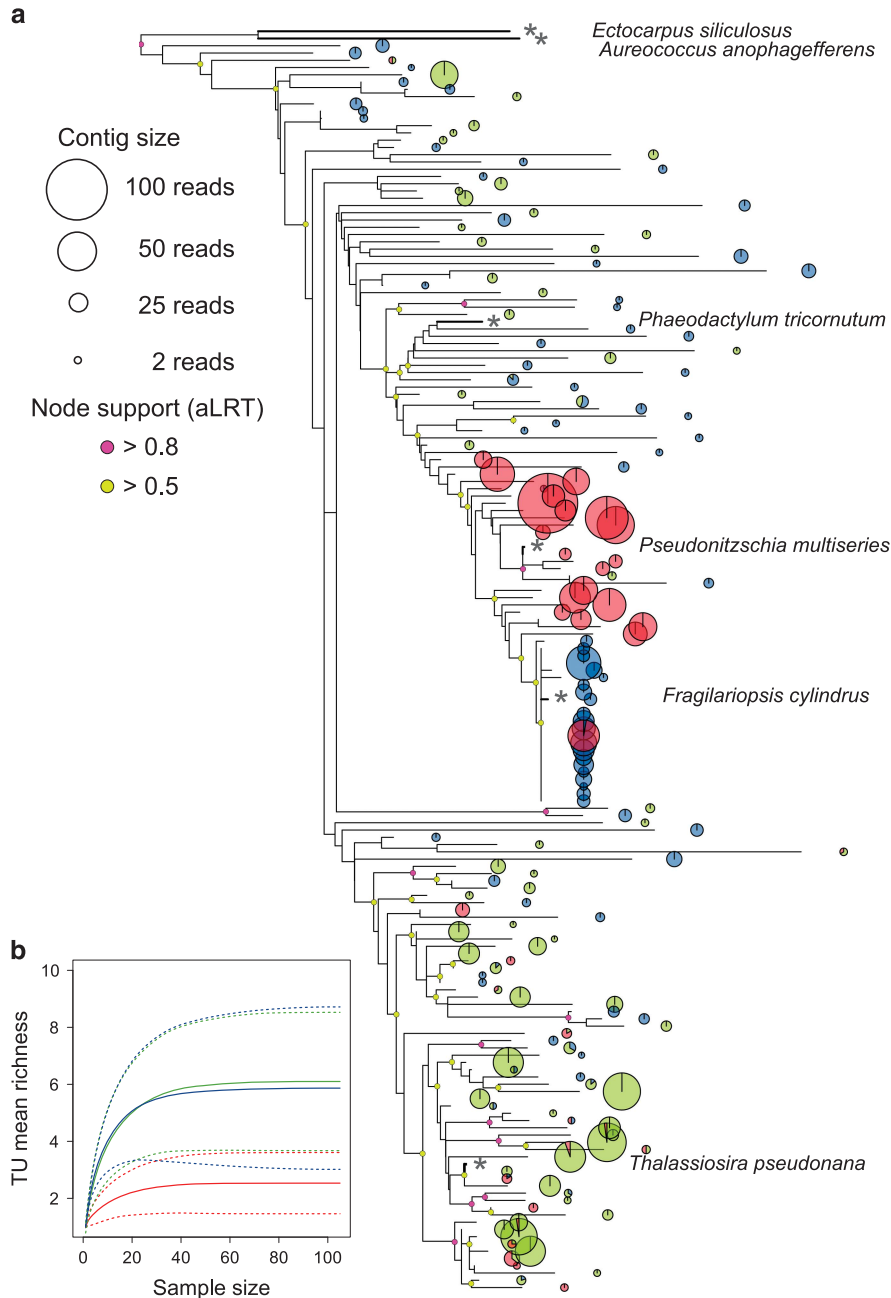 a
Ectocarpus siliculosus
Aureococcus anophagefferens
Contig size
100 reads
50 reads
25 reads
2 reads
Node support (aLRT)
> 0.8
> 0.5
Phaeodactylum tricornutum
Pseudonitzschia multiseries
Fragilariopsis cylindrus
Thalassiosira pseudonana
b
TU mean richness
10
8
6
4
2
0 20 40 60 80 100
Sample size